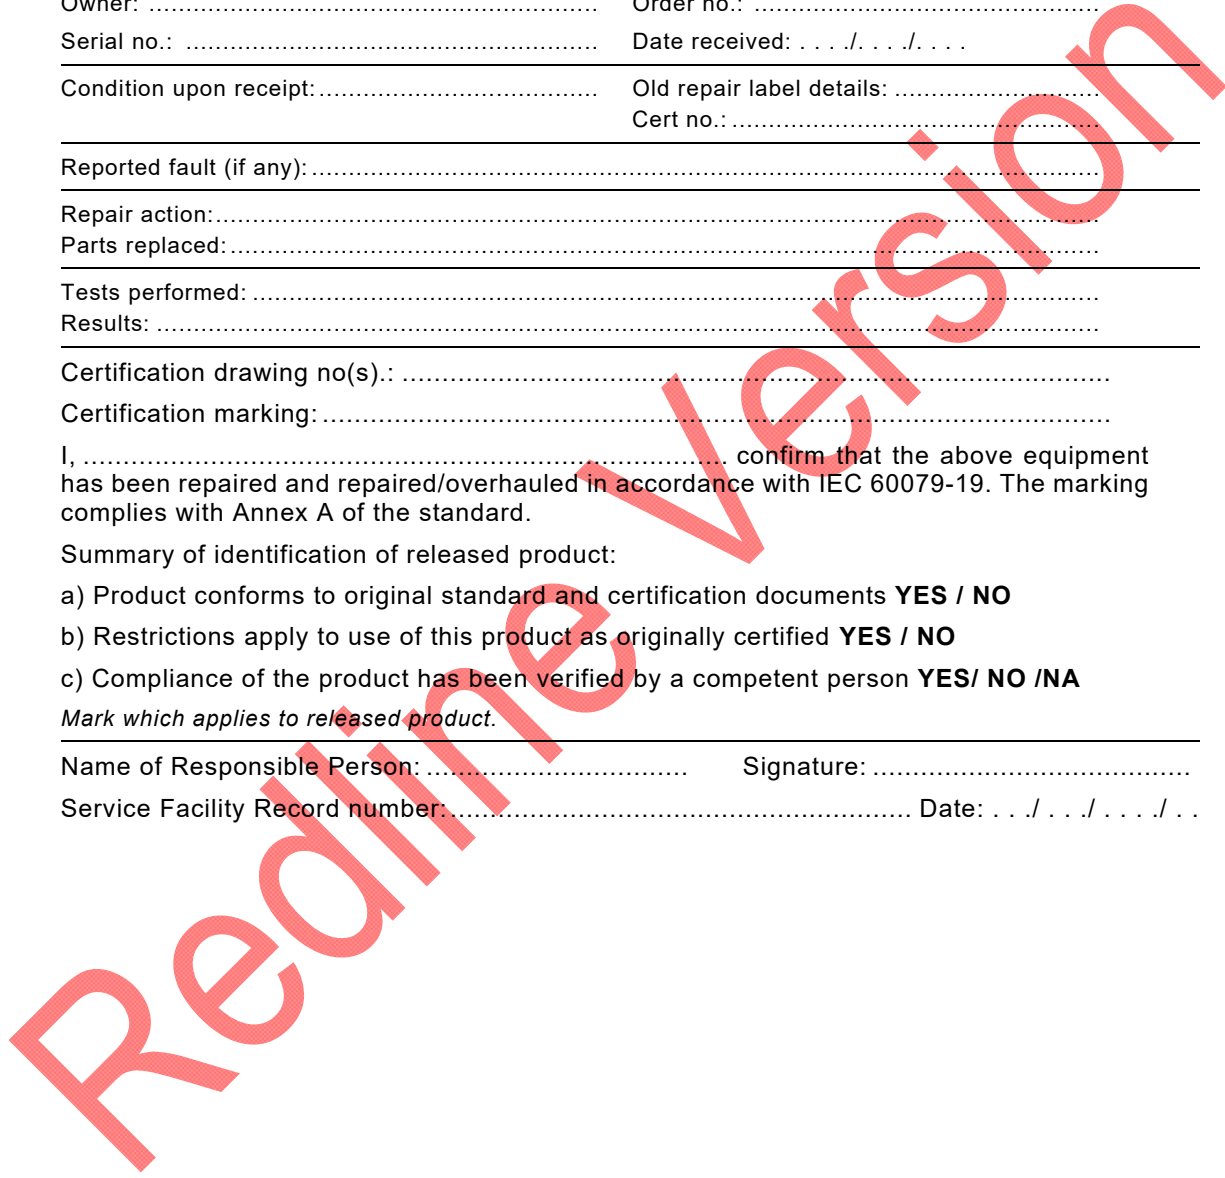 Owner: ............................................................. Order no.: ...............................................
Serial no.: ........................................................ Date received: . . . ./. . . ./. . . .
Condition upon receipt:...................................... Old repair label details: ............................
Cert no.: ..................................................
Reported fault (if any):...........................................................................................................
Repair action:........................................................................................................................
Parts replaced:......................................................................................................................
Tests performed: ...................................................................................................................
Results: ................................................................................................................................
Certification drawing no(s).: .........................................................................................
Certification marking:...................................................................................................
I, ................................................................................. confirm that the above equipment
has been repaired and repaired/overhauled in accordance with IEC 60079-19. The marking
complies with Annex A of the standard.
Summary of identification of released product:
a) Product conforms to original standard and certification documents YES / NO
b) Restrictions apply to use of this product as originally certified YES / NO
c) Compliance of the product has been verified by a competent person YES/ NO /NA
Mark which applies to released product.
Name of Responsible Person:................................. Signature:........................................
Service Facility Record number:.......................................................... Date: . . ./ . . ./ . . . ./ . .
Redline Version